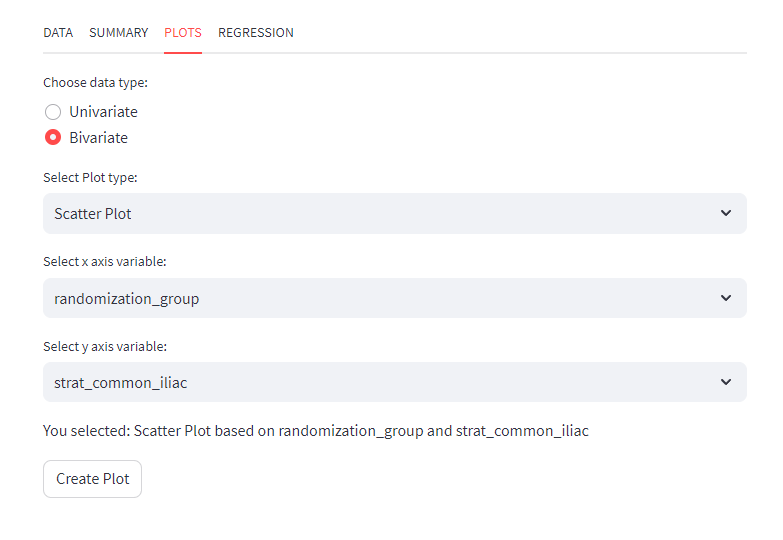 DATA SUMMARY PLOTS REGRESSION
Choose data type:
Univariate
Bivariate
Select Plot type:
Scatter Plot
Select x axis variable:
randomization_group
Select y axis variable:
strat_common_iliac
You selected: Scatter Plot based on randomization_group and strat_common_iliac
Create Plot